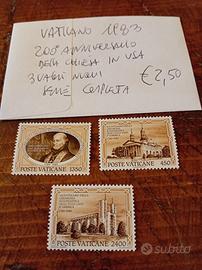 VATICANO 1983
200° ANNIVERSARIO
DELLA CHIESA IN USA
3 VALORI NUOVI
SERIE COMPLETA
€ 2,50
POSTE VATICANE 1350
POSTE VATICANE 450
POSTE VATICANE 2400
subito